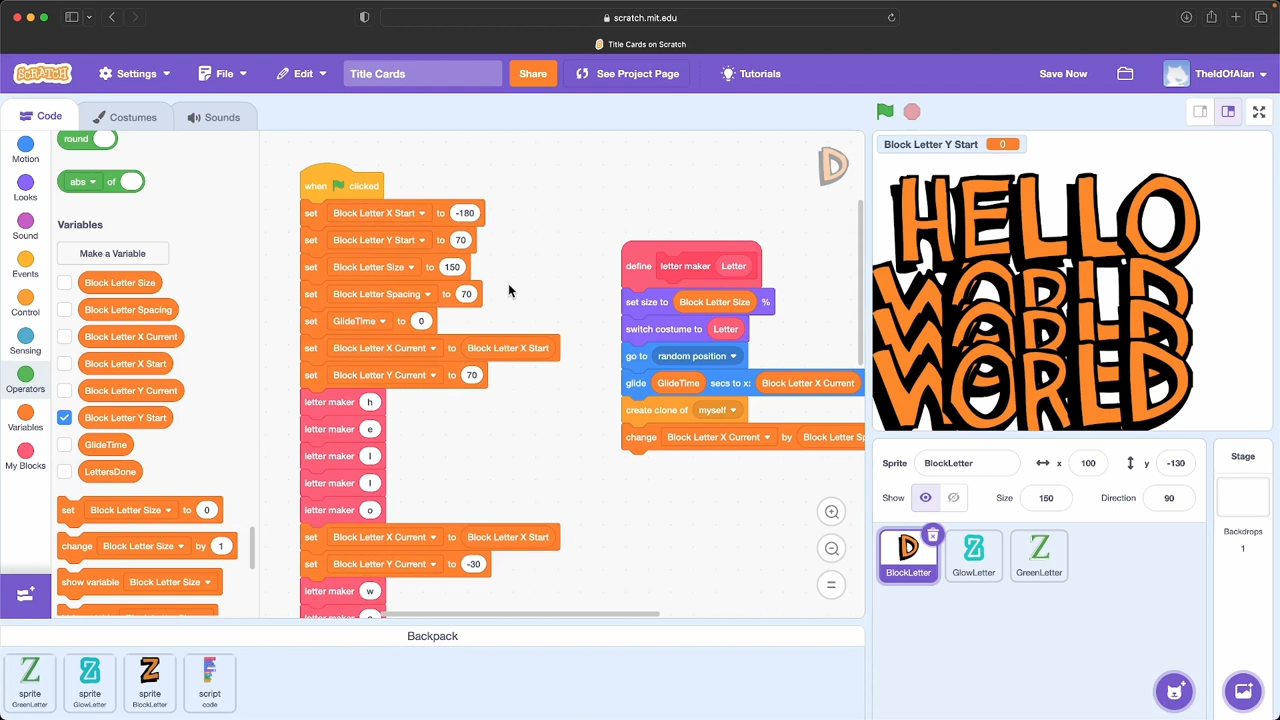 scratch.mit.edu
Title Cards on Scratch
SCRATCH
Settings
File
Edit
Title Cards
Share
See Project Page
Tutorials
Save Now
TheIdOfAlan
Code
Costumes
Sounds
Motion
Looks
Sound
Events
Control
Sensing
Operators
Variables
My Blocks
round
abs of
Variables
Make a Variable
Block Letter Size
Block Letter Spacing
Block Letter X Current
Block Letter X Start
Block Letter Y Current
Block Letter Y Start
GlideTime
LettersDone
set Block Letter Size to 0
change Block Letter Size by 1
show variable Block Letter Size
when clicked
set Block Letter X Start to -180
set Block Letter Y Start to 70
set Block Letter Size to 150
set Block Letter Spacing to 70
set GlideTime to 0
set Block Letter X Current to Block Letter X Start
set Block Letter Y Current to 70
letter maker h
letter maker e
letter maker l
letter maker l
letter maker o
set Block Letter X Current to Block Letter X Start
set Block Letter Y Current to -30
letter maker w
D
define letter maker Letter
set size to Block Letter Size %
switch costume to Letter
go to random position
glide GlideTime secs to x: Block Letter X Current
create clone of myself
change Block Letter X Current by Block Letter Sp
Block Letter Y Start 0
HELLO
WORLD
WORLD
WORLD
Sprite BlockLetter x 100 y -130
Show Size 150 Direction 90
D
BlockLetter
GlowLetter
Z
GreenLetter
Stage
Backdrops
1
Backpack
Z
sprite
GreenLetter
sprite
GlowLetter
Z
sprite
BlockLetter
script
code